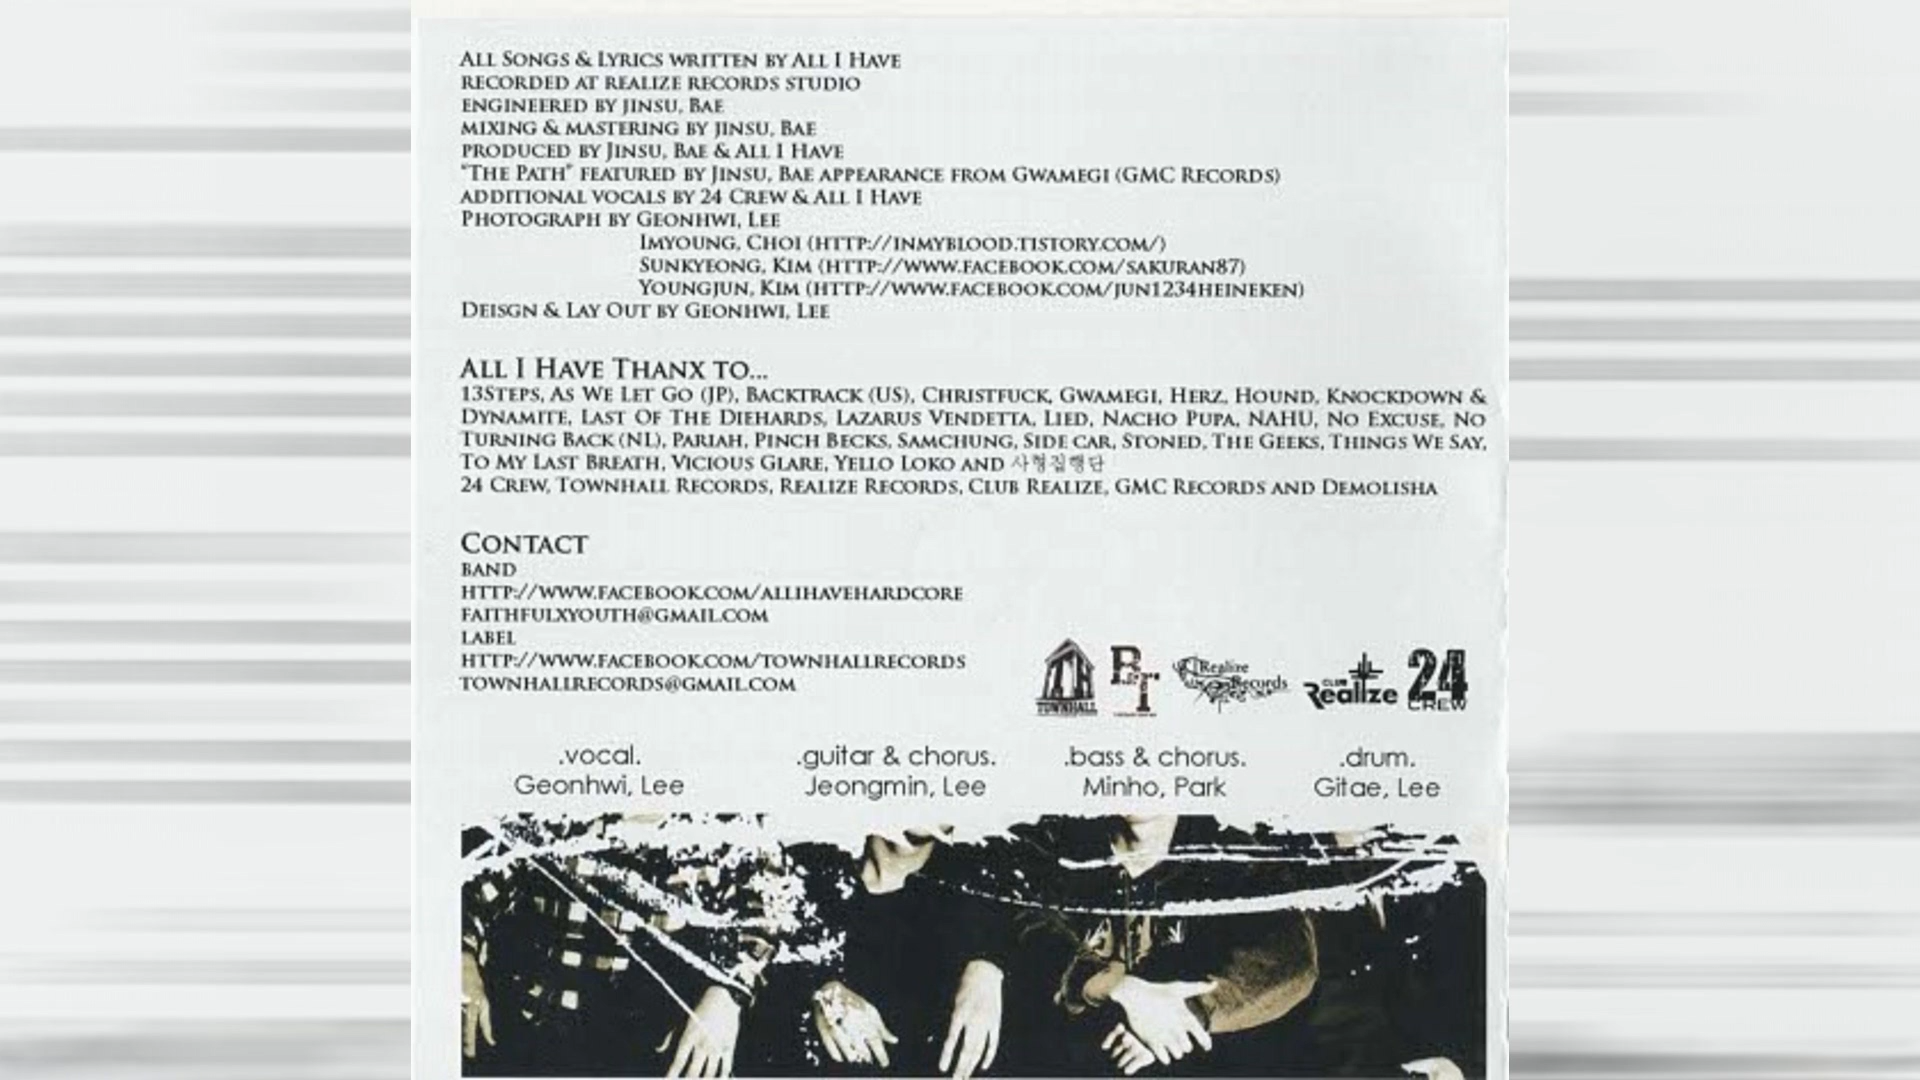 All Songs & Lyrics written by All I Have
recorded at realize records studio
engineered by jinsu, Bae
mixing & mastering by jinsu, Bae
produced by Jinsu, Bae & All I Have
"The Path" featured by Jinsu, Bae appearance from Gwamegi (GMC Records)
additional vocals by 24 Crew & All I Have
Photograph by Geonhwi, Lee
Imyoung, Choi (http://inmyblood.tistory.com/)
Sunkyeong, Kim (http://www.facebook.com/sakuran87)
Youngjun, Kim (http://www.facebook.com/jun1234heineken)
Deisgn & Lay Out by Geonhwi, Lee
All I Have Thanx to...
13Steps, As We Let Go (JP), Backtrack (US), Christfuck, Gwamegi, Herz, Hound, Knockdown &
Dynamite, Last Of The Diehards, Lazarus Vendetta, Lied, Nacho Pupa, NAHU, No Excuse, No
Turning Back (NL), Pariah, Pinch Becks, Samchung, Side car, Stoned, The Geeks, Things We Say,
To My Last Breath, Vicious Glare, Yello Loko and 사형집행단
24 Crew, Townhall Records, Realize Records, Club Realize, GMC Records and Demolisha
Contact
band
http://www.facebook.com/allihavehardcore
faithfulxyouth@gmail.com
label
http://www.facebook.com/townhallrecords
townhallrecords@gmail.com
TH TOWNHALL BT Realize Records CLUB Realize 24 CREW
.vocal. .guitar & chorus. .bass & chorus. .drum.
Geonhwi, Lee Jeongmin, Lee Minho, Park Gitae, Lee